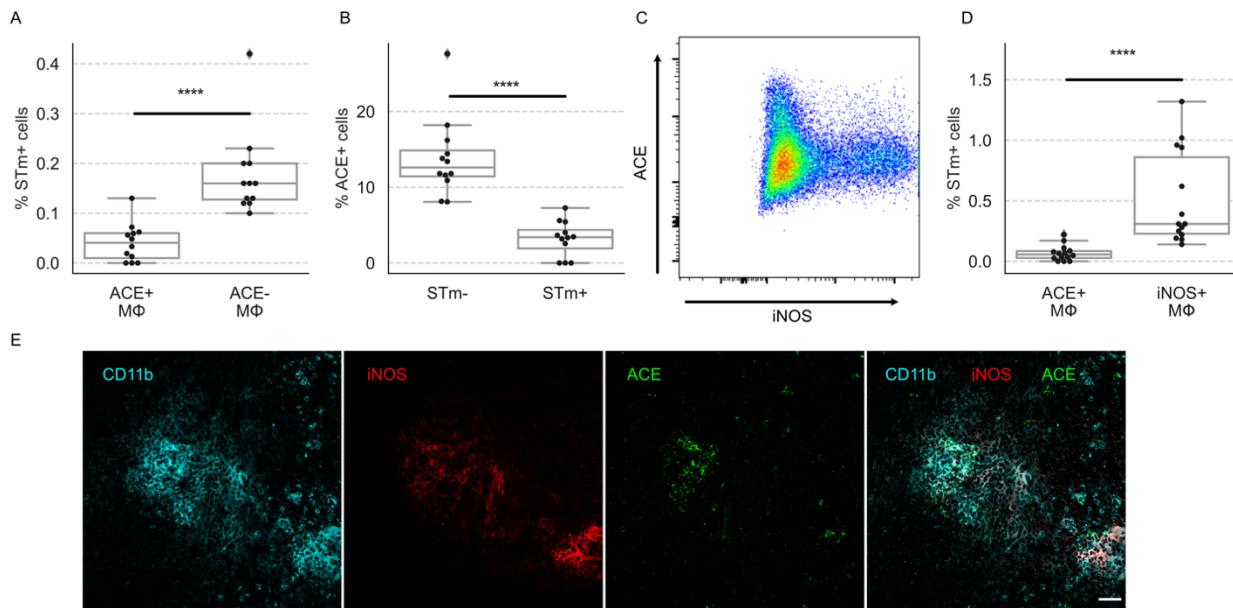 A
% STm+ cells
0.4
0.3
0.2
0.1
0.0
****
ACE+
MΦ
ACE-
MΦ
B
% ACE+ cells
20
10
0
****
STm-
STm+
C
ACE
iNOS
D
% STm+ cells
1.5
1.0
0.5
0.0
****
ACE+
MΦ
iNOS+
MΦ
E
CD11b
iNOS
ACE
CD11b iNOS ACE